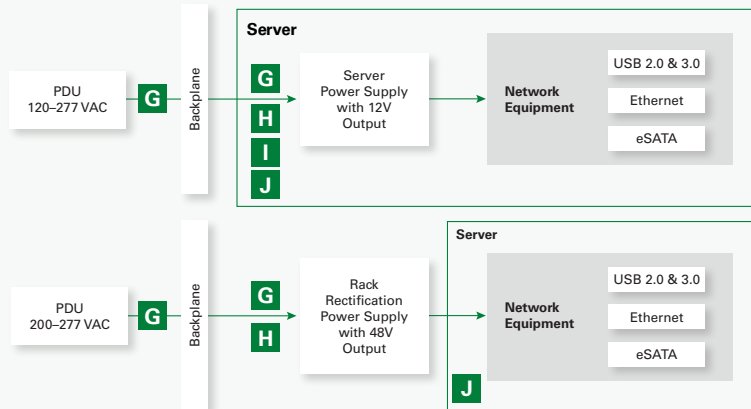 Server
PDU
120–277 VAC
G
Backplane
G
H
I
J
Server
Power Supply
with 12V
Output
Network
Equipment
USB 2.0 & 3.0
Ethernet
eSATA
PDU
200–277 VAC
G
Backplane
G
H
Rack
Rectification
Power Supply
with 48V
Output
Server
Network
Equipment
USB 2.0 & 3.0
Ethernet
eSATA
J